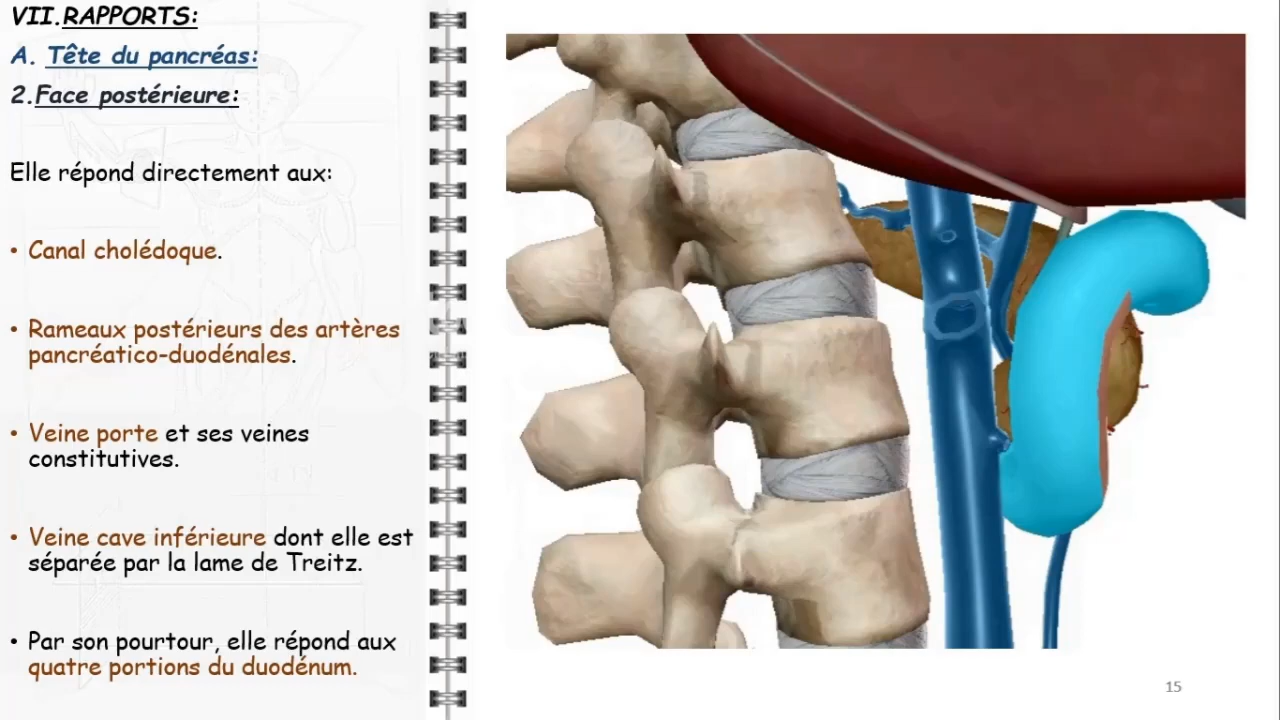 VII.RAPPORTS:
A. Tête du pancréas:
2.Face postérieure:
Elle répond directement aux:
• Canal cholédoque.
• Rameaux postérieurs des artères
pancréatico-duodénales.
• Veine porte et ses veines
constitutives.
• Veine cave inférieure dont elle est
séparée par la lame de Treitz.
• Par son pourtour, elle répond aux
quatre portions du duodénum.
15